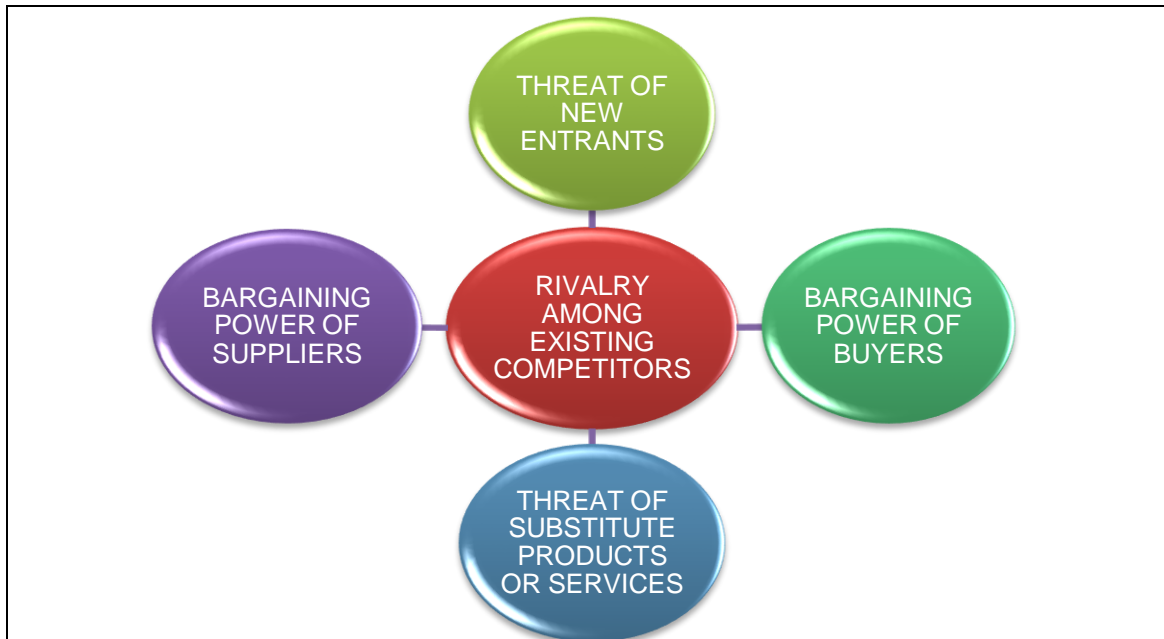 THREAT OF
NEW
ENTRANTS
BARGAINING
POWER OF
SUPPLIERS
RIVALRY
AMONG
EXISTING
COMPETITORS
BARGAINING
POWER OF
BUYERS
THREAT OF
SUBSTITUTE
PRODUCTS
OR SERVICES